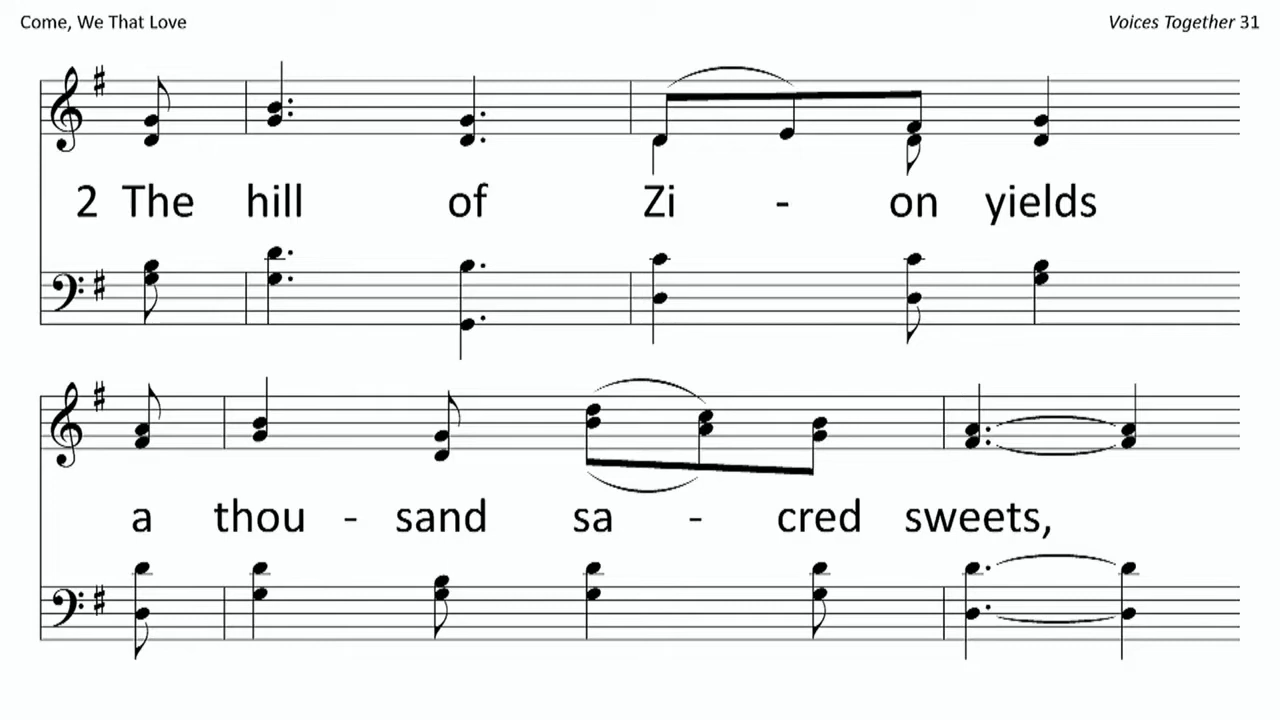 Come, We That Love
Voices Together 31
2 The hill of Zi - on yields
a thou - sand sa - cred sweets,